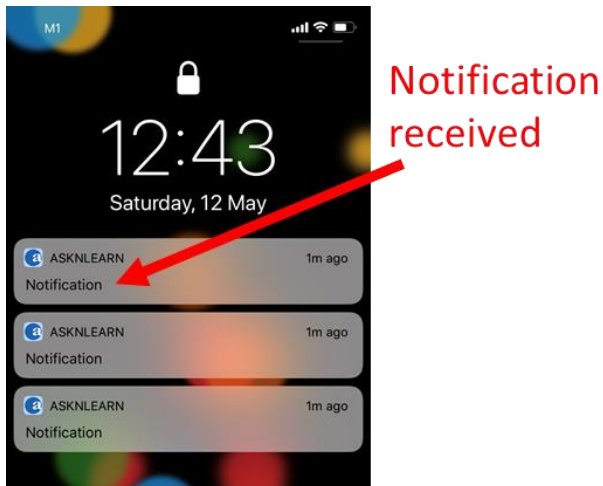 M1
12:43
Saturday, 12 May
Notification
received
a ASKNLEARN 1m ago
Notification
a ASKNLEARN 1m ago
Notification
a ASKNLEARN 1m ago
Notification